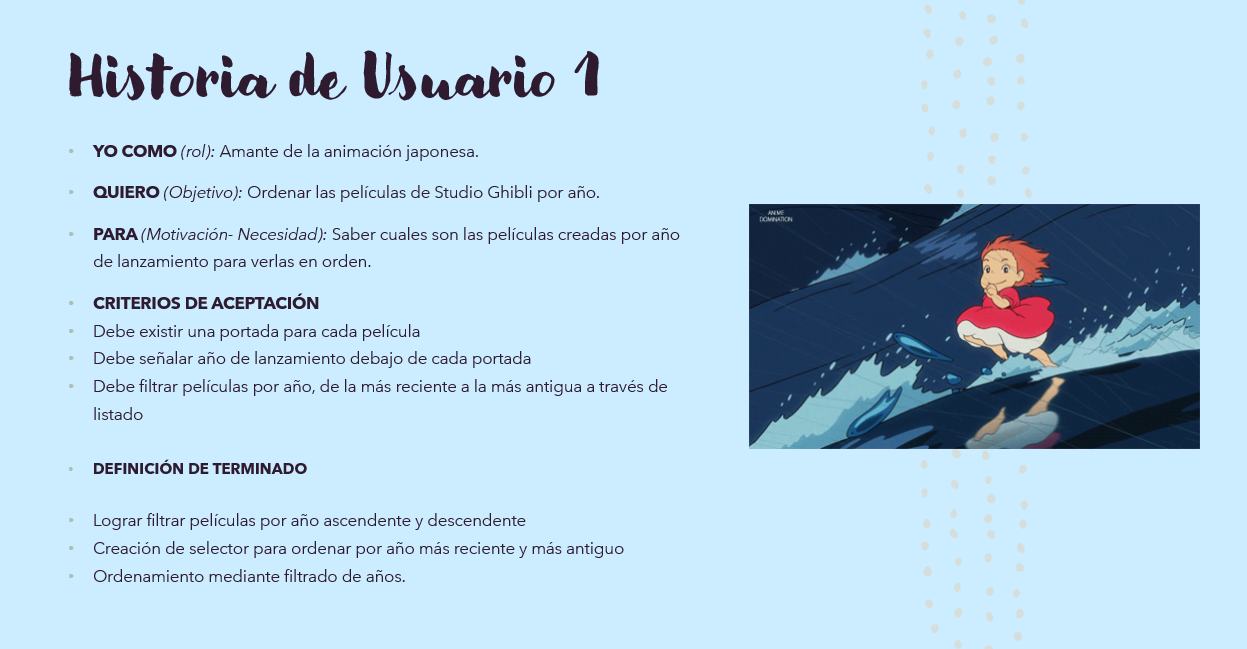 Historia de Usuario 1
YO COMO (rol): Amante de la animación japonesa.
QUIERO (Objetivo): Ordenar las películas de Studio Ghibli por año.
PARA (Motivación- Necesidad): Saber cuales son las películas creadas por año
de lanzamiento para verlas en orden.
CRITERIOS DE ACEPTACIÓN
Debe existir una portada para cada película
Debe señalar año de lanzamiento debajo de cada portada
Debe filtrar películas por año, de la más reciente a la más antigua a través de
listado
DEFINICIÓN DE TERMINADO
Lograr filtrar películas por año ascendente y descendente
Creación de selector para ordenar por año más reciente y más antiguo
Ordenamiento mediante filtrado de años.
ANIME
DOMINATION